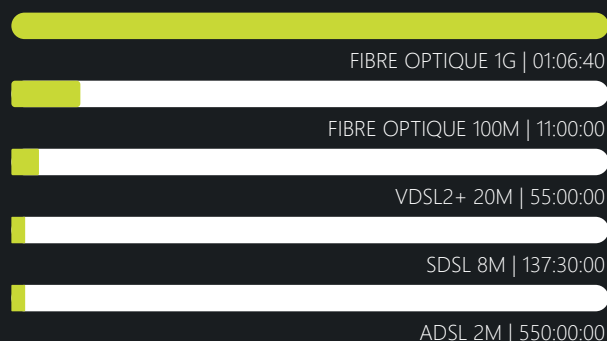 FIBRE OPTIQUE 1G | 01:06:40
FIBRE OPTIQUE 100M | 11:00:00
VDSL2+ 20M | 55:00:00
SDSL 8M | 137:30:00
ADSL 2M | 550:00:00